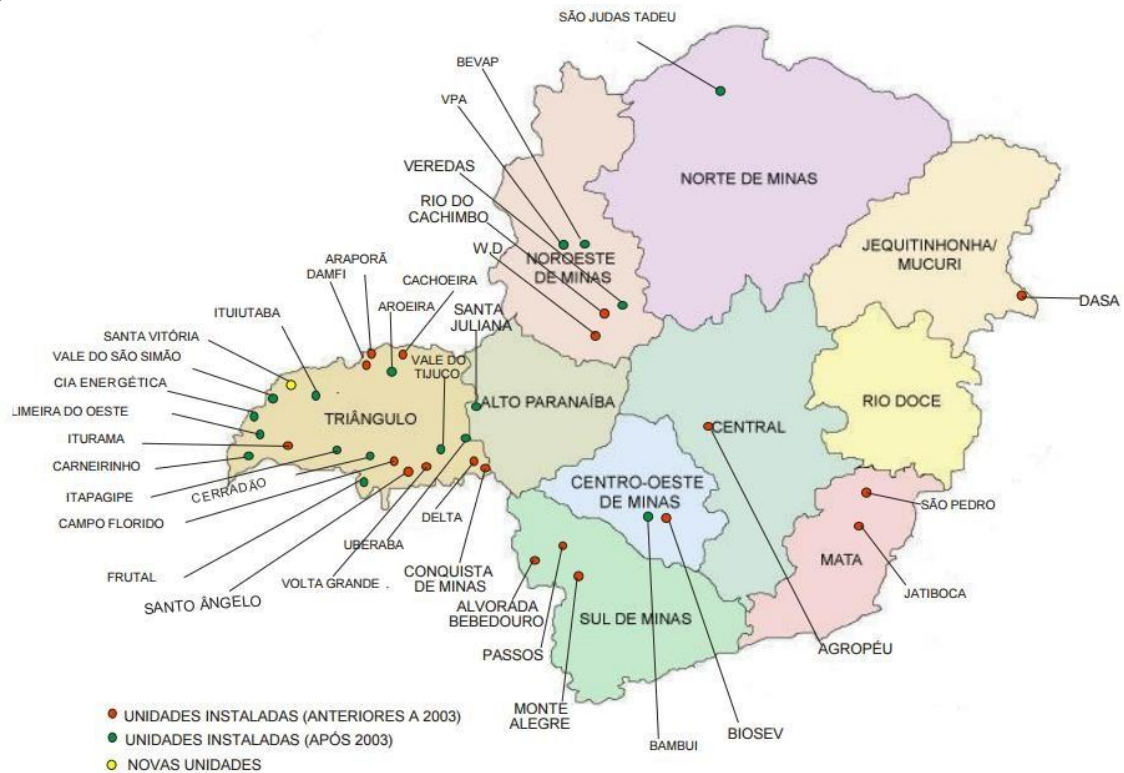 SÃO JUDAS TADEU
BEVAP
VPA
VEREDAS
RIO DO
CACHIMBO
W.D
NORTE DE MINAS
NOROESTE
DE MINAS
JEQUITINHONHA/
MUCURI
DASA
ARAPORÃ
DAMFI
CACHOEIRA
AROEIRA
ITUIUTABA
SANTA
JULIANA
SANTA VITÓRIA
VALE DO SÃO SIMÃO
VALE DO
TIJUCO
CIA ENERGÉTICA
LIMEIRA DO OESTE
TRIÂNGULO
ALTO PARANAÍBA
RIO DOCE
CENTRAL
ITURAMA
CARNEIRINHO
ITAPAGIPE
CERRADÃO
CAMPO FLORIDO
CENTRO-OESTE
DE MINAS
SÃO PEDRO
DELTA
UBERABA
FRUTAL
VOLTA GRANDE .
CONQUISTA
DE MINAS
SANTO ÂNGELO
ALVORADA
BEBEDOURO
MATA
JATIBOCA
SUL DE MINAS
PASSOS
AGROPÉU
MONTE
ALEGRE
BAMBUI
BIOSEV
UNIDADES INSTALADAS (ANTERIORES A 2003)
UNIDADES INSTALADAS (APÓS 2003)
NOVAS UNIDADES